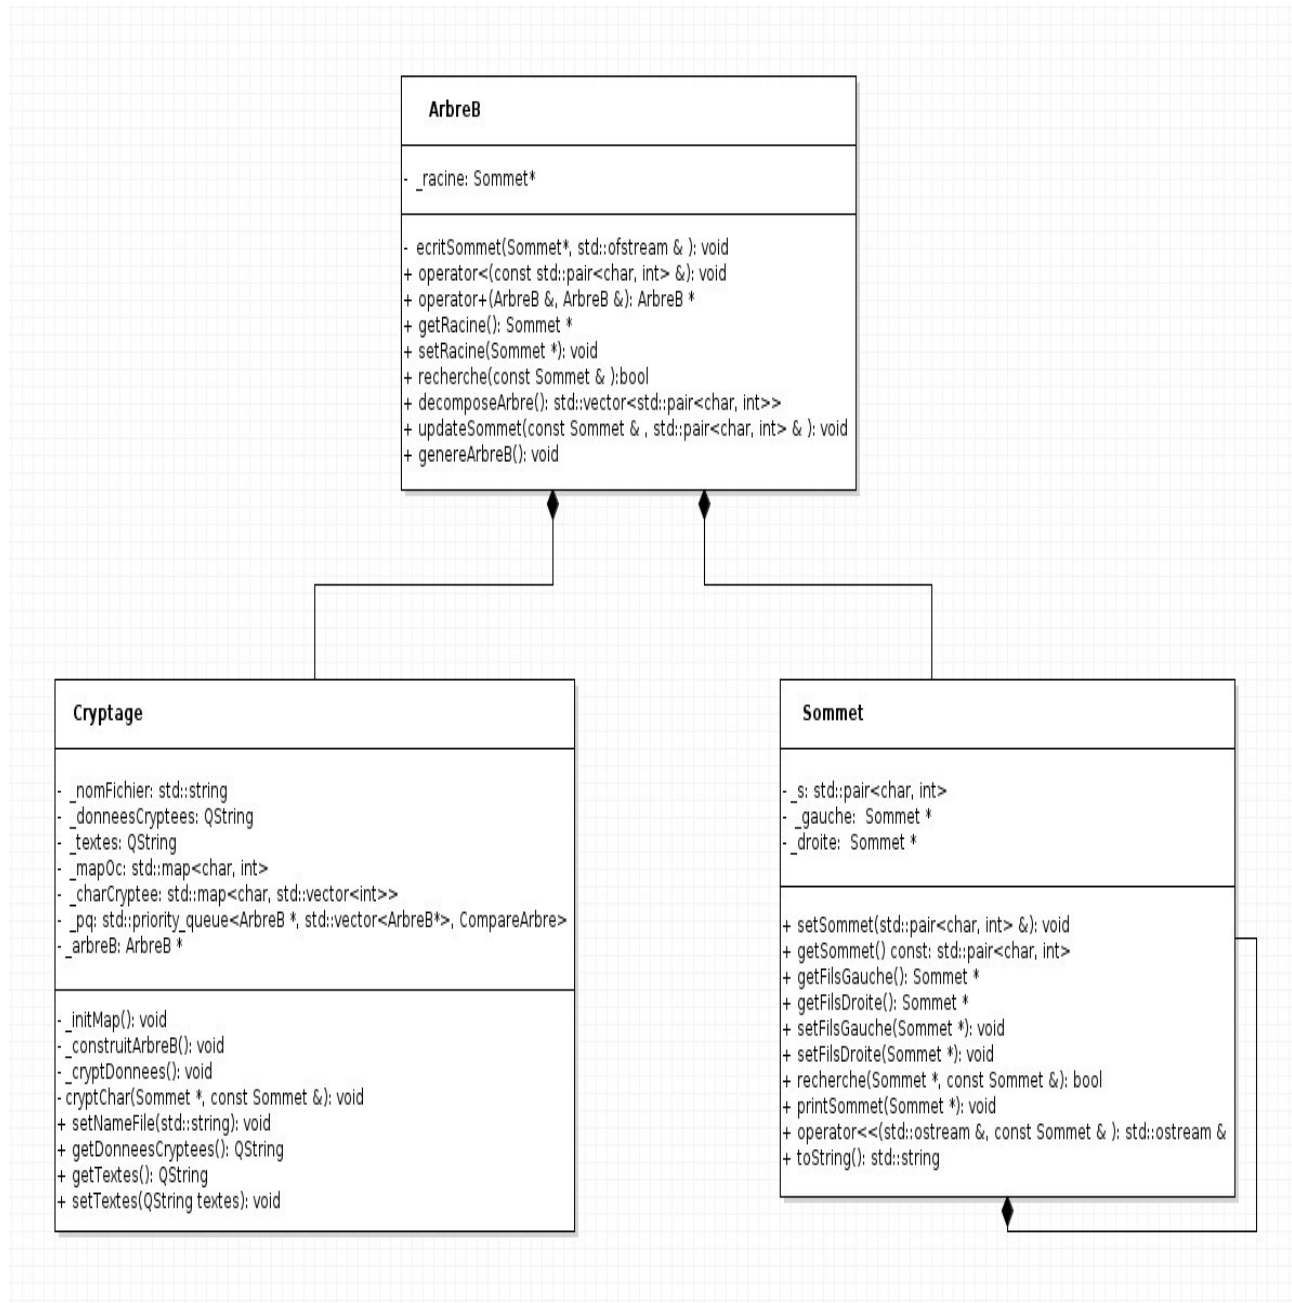 ArbreB
- _racine: Sommet*
- ecritSommet(Sommet*, std::ofstream & ): void
+ operator<(const std::pair<char, int> &): void
+ operator+(ArbreB &, ArbreB &): ArbreB *
+ getRacine(): Sommet *
+ setRacine(Sommet *): void
+ recherche(const Sommet & ):bool
+ decomposeArbre(): std::vector<std::pair<char, int>>
+ updateSommet(const Sommet & , std::pair<char, int> & ): void
+ genereArbreB(): void
Cryptage
- _nomFichier: std::string
- _donneesCryptees: QString
- _textes: QString
- _mapOc: std::map<char, int>
- _charCryptee: std::map<char, std::vector<int>>
- _pq: std::priority_queue<ArbreB *, std::vector<ArbreB*>, CompareArbre>
- _arbreB: ArbreB *
- _initMap(): void
- _construitArbreB(): void
- _cryptDonnees(): void
- cryptChar(Sommet *, const Sommet &): void
+ setNameFile(std::string): void
+ getDonneesCryptees(): QString
+ getTextes(): QString
+ setTextes(QString textes): void
Sommet
- _s: std::pair<char, int>
- _gauche: Sommet *
- _droite: Sommet *
+ setSommet(std::pair<char, int> &): void
+ getSommet() const: std::pair<char, int>
+ getFilsGauche(): Sommet *
+ getFilsDroite(): Sommet *
+ setFilsGauche(Sommet *): void
+ setFilsDroite(Sommet *): void
+ recherche(Sommet *, const Sommet &): bool
+ printSommet(Sommet *): void
+ operator<<(std::ostream &, const Sommet & ): std::ostream &
+ toString(): std::string